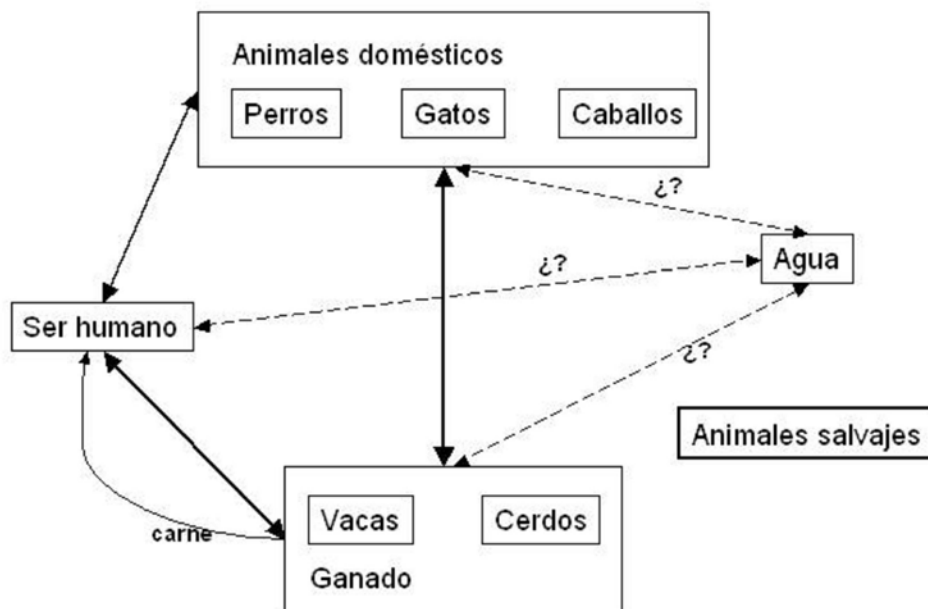 Animales domésticos
Perros
Gatos
Caballos
¿?
Agua
¿?
Ser humano
¿?
Animales salvajes
Vacas
Cerdos
carne
Ganado